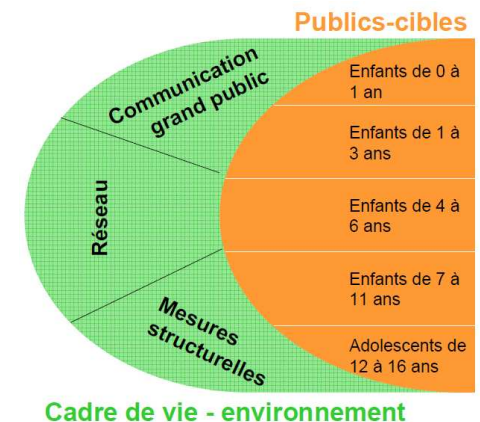 Publics-cibles
Communication
grand public
Réseau
Mesures
structurelles
Enfants de 0 à
1 an
Enfants de 1 à
3 ans
Enfants de 4 à
6 ans
Enfants de 7 à
11 ans
Adolescents de
12 à 16 ans
Cadre de vie - environnement